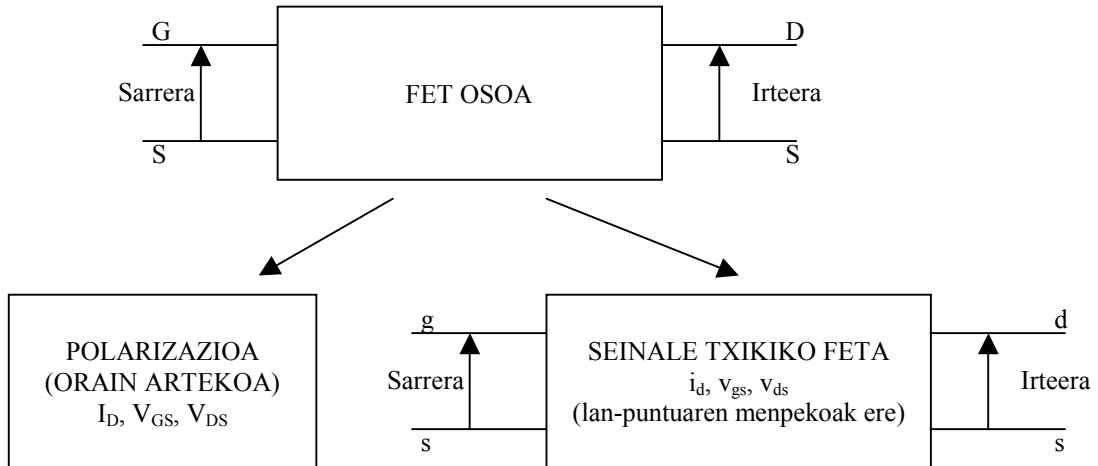 G
D
Sarrera
FET OSOA
Irteera
S
S
POLARIZAZIOA
(ORAIN ARTEKOA)
I_D, V_GS, V_DS
g
d
Sarrera
SEINALE TXIKIKO FETA
i_d, v_gs, v_ds
(lan-puntuaren menpekoak ere)
Irteera
s
s